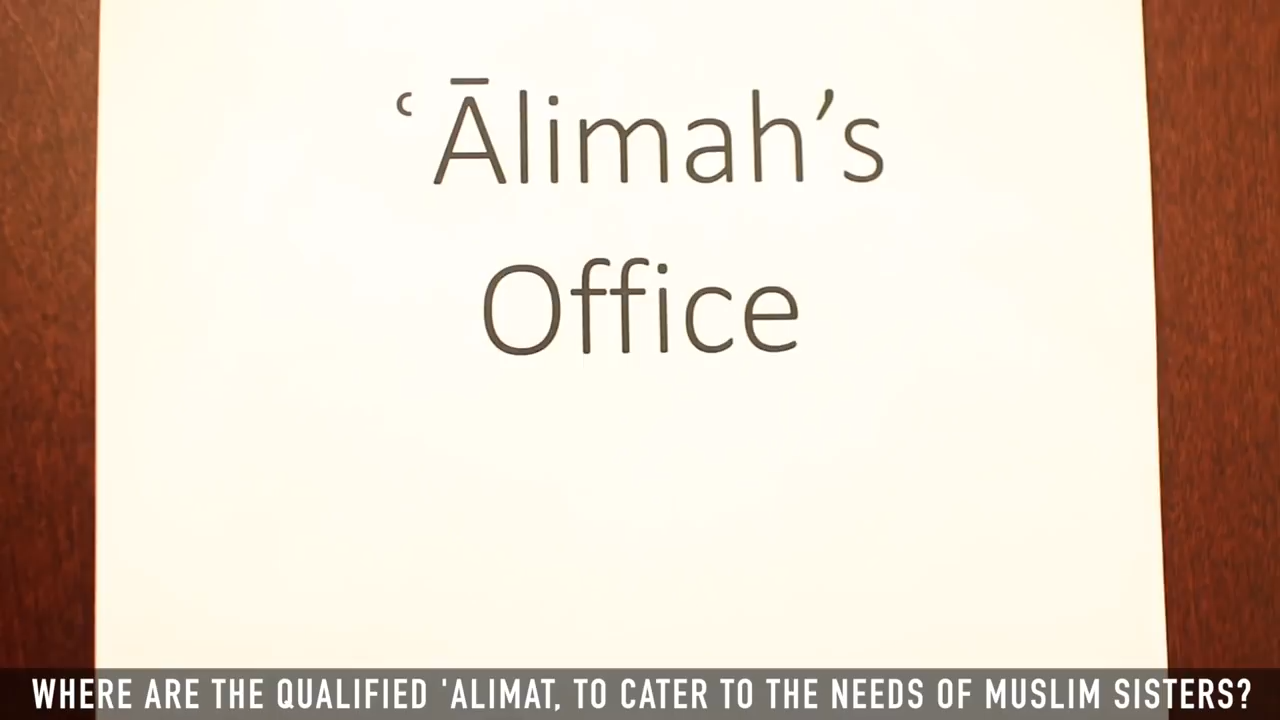 ʿĀlimah’s
Office
WHERE ARE THE QUALIFIED 'ALIMAT, TO CATER TO THE NEEDS OF MUSLIM SISTERS?